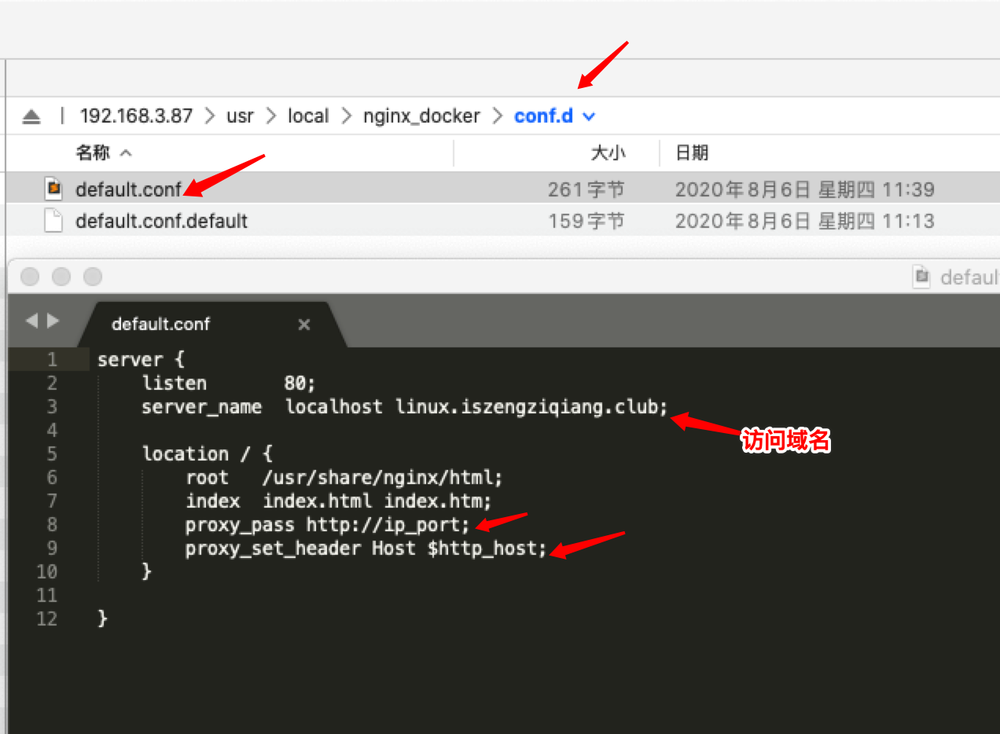 192.168.3.87 > usr > local > nginx_docker > conf.d
名称 大小 日期
default.conf 261字节 2020年8月6日 星期四 11:39
default.conf.default 159字节 2020年8月6日 星期四 11:13
defaul
default.conf ×
1 server {
2 listen 80;
3 server_name localhost linux.iszengziqiang.club;
访问域名
4
5 location / {
6 root /usr/share/nginx/html;
7 index index.html index.htm;
8 proxy_pass http://ip_port;
9 proxy_set_header Host $http_host;
10 }
11
12 }